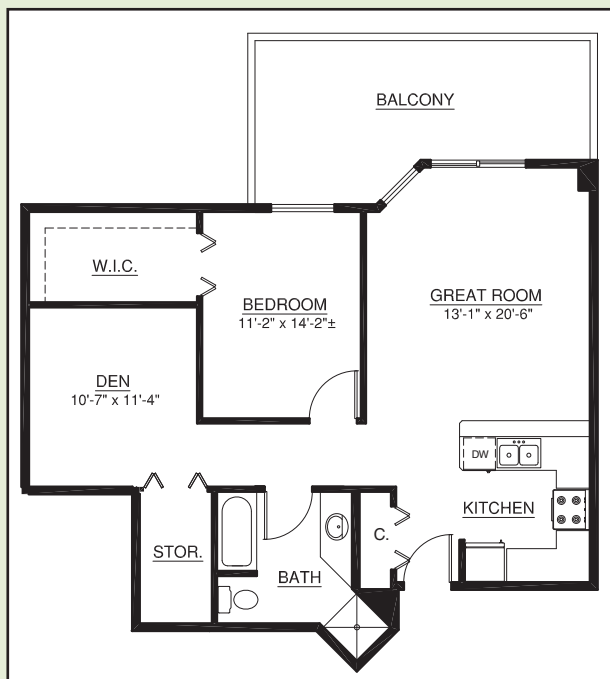 BALCONY
W.I.C.
BEDROOM
11'-2" x 14'-2"±
GREAT ROOM
13'-1" x 20'-6"
DEN
10'-7" x 11'-4"
DW
KITCHEN
C.
STOR.
BATH